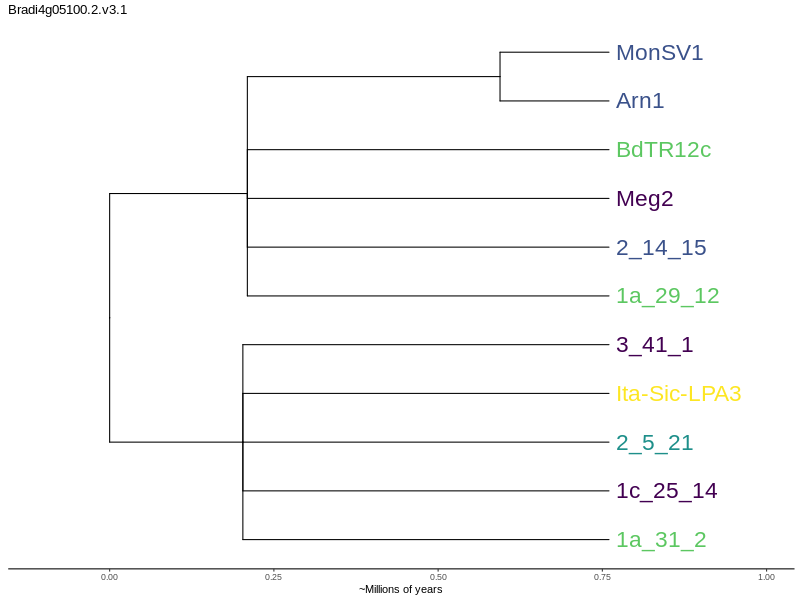 Bradi4g05100.2.v3.1
MonSV1
Arn1
BdTR12c
Meg2
2_14_15
1a_29_12
3_41_1
Ita-Sic-LPA3
2_5_21
1c_25_14
1a_31_2
0.00 0.25 0.50 0.75 1.00
~Millions of years